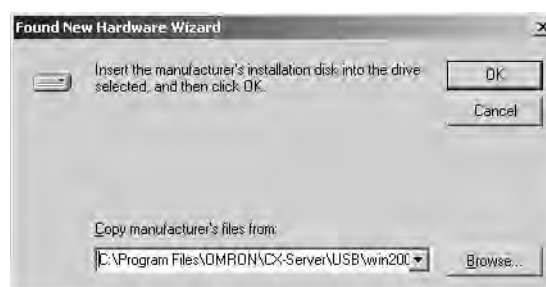 Found New Hardware Wizard
Insert the manufacturer's installation disk into the drive
selected, and then click OK.
OK
Cancel
Copy manufacturer's files from:
C:\Program Files\OMRON\CX-Server\USB\win200
Browse...